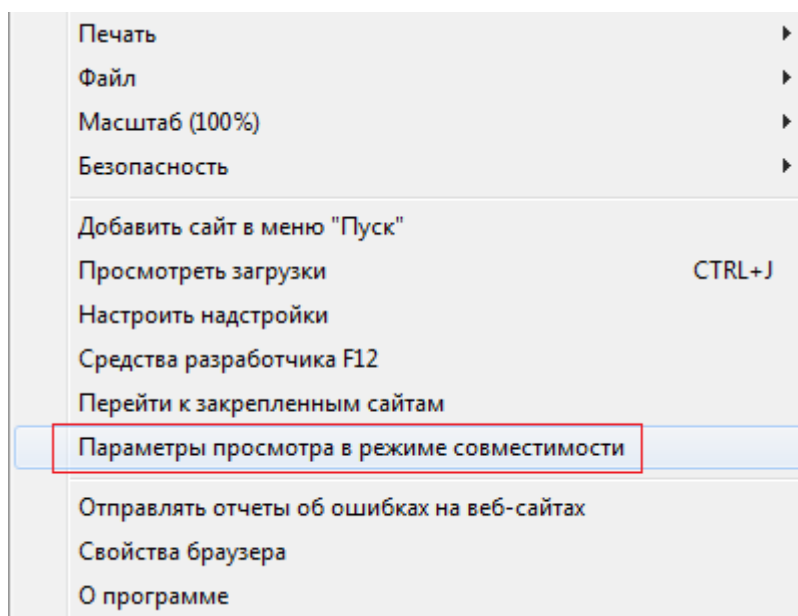 Печать
Файл
Масштаб (100%)
Безопасность
Добавить сайт в меню "Пуск"
Просмотреть загрузки CTRL+J
Настроить надстройки
Средства разработчика F12
Перейти к закрепленным сайтам
Параметры просмотра в режиме совместимости
Отправлять отчеты об ошибках на веб-сайтах
Свойства браузера
О программе